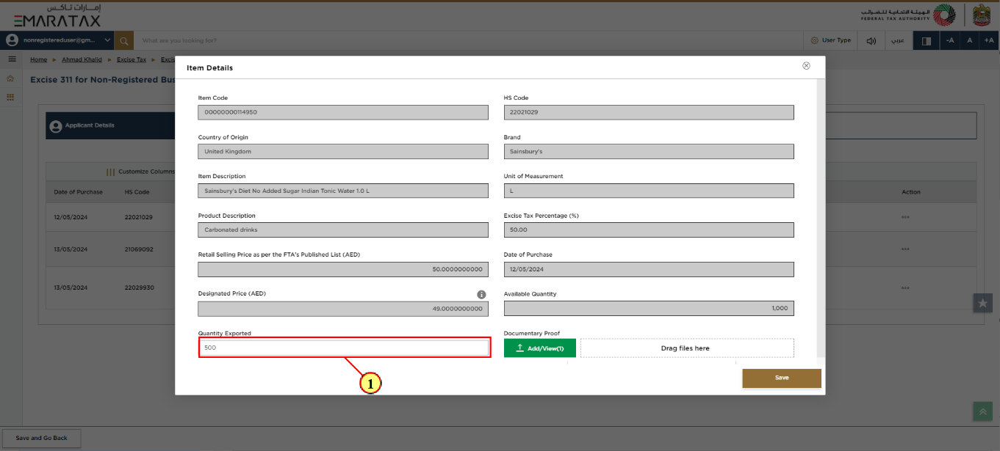 إمـارات تـاكـس
EMARATAX
الهيئة الاتحادية للضرائب
FEDERAL TAX AUTHORITY
nonregistereduser@gm...
What are you looking for?
User Type
عربي
-A
A
+A
Home ▸ Ahmad Khalid ▸ Excise Tax ▸ Excis
Excise 311 for Non-Registered Bus
Applicant Details
Customize Columns
Date of Purchase HS Code Action
12/05/2024 22021029
13/05/2024 21069092
13/05/2024 22029930
Item Details
Item Code HS Code
00000000114950 22021029
Country of Origin Brand
United Kingdom Sainsbury's
Item Description Unit of Measurement
Sainsbury's Diet No Added Sugar Indian Tonic Water 1.0 L L
Product Description Excise Tax Percentage (%)
Carbonated drinks 50.00
Retail Selling Price as per the FTA's Published List (AED) Date of Purchase
50.0000000000 12/05/2024
Designated Price (AED) Available Quantity
49.0000000000 1,000
Quantity Exported Documentary Proof
500 Add/View(1) Drag files here
1
Save
Save and Go Back